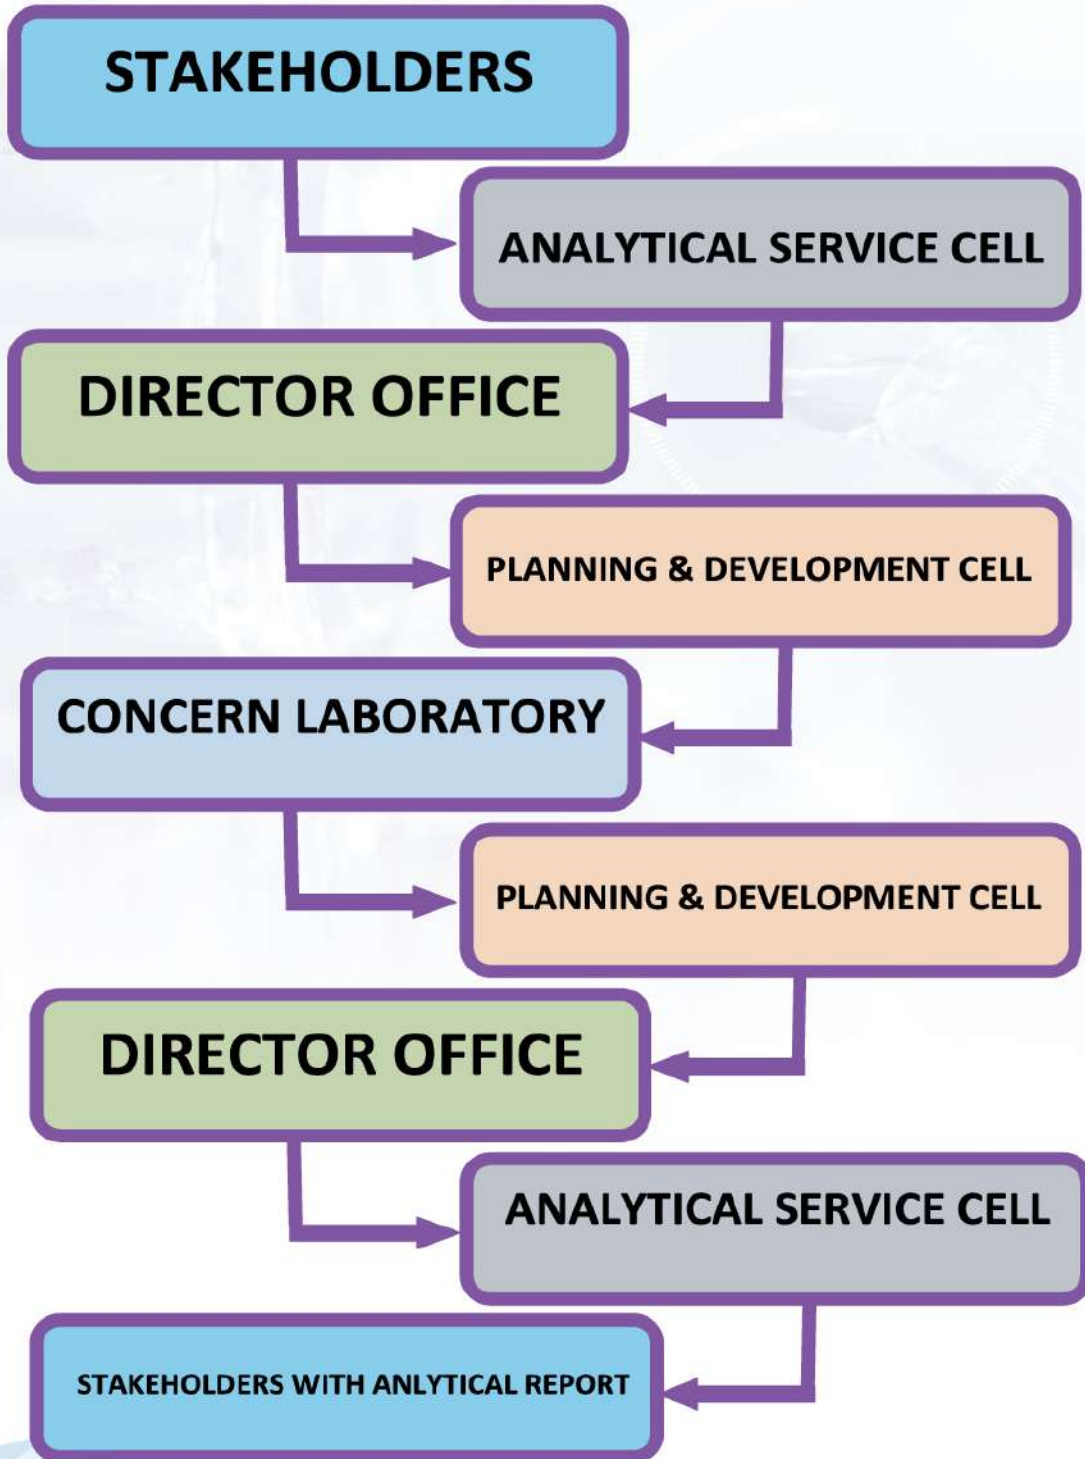 STAKEHOLDERS
ANALYTICAL SERVICE CELL
DIRECTOR OFFICE
PLANNING & DEVELOPMENT CELL
CONCERN LABORATORY
PLANNING & DEVELOPMENT CELL
DIRECTOR OFFICE
ANALYTICAL SERVICE CELL
STAKEHOLDERS WITH ANLYTICAL REPORT